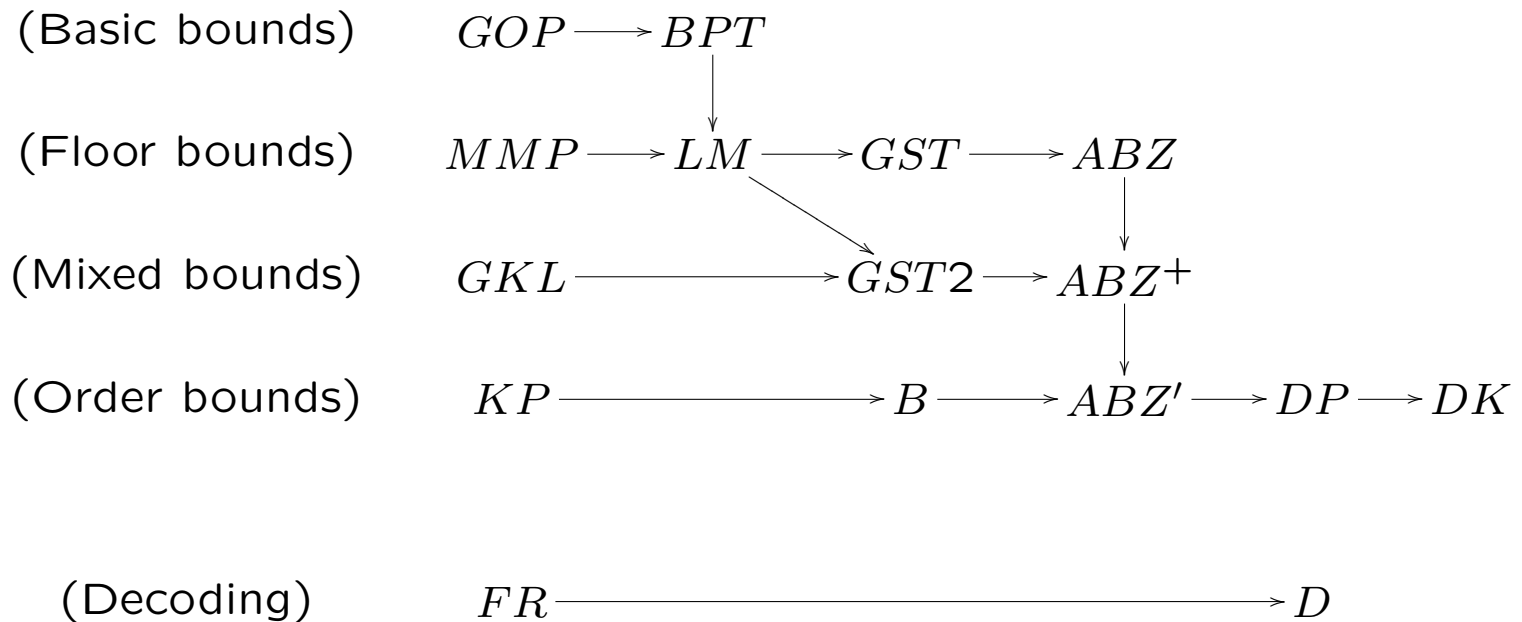 (Basic bounds) GOP BPT
(Floor bounds) MMP LM GST ABZ
(Mixed bounds) GKL GST2 ABZ⁺
(Order bounds) KP B ABZ′ DP DK
(Decoding) FR D